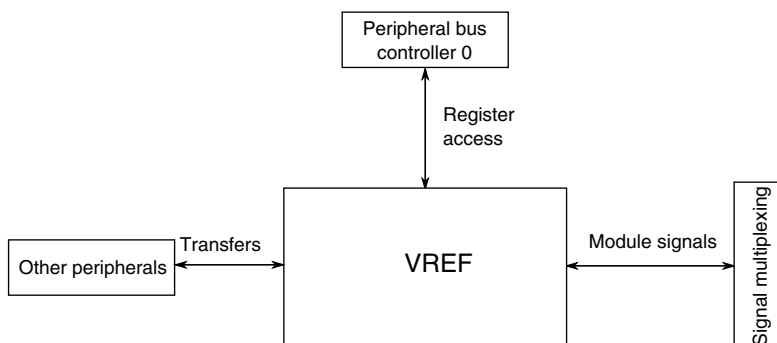 Peripheral bus
controller 0
Register
access
Other peripherals
Transfers
VREF
Module signals
Signal multiplexing